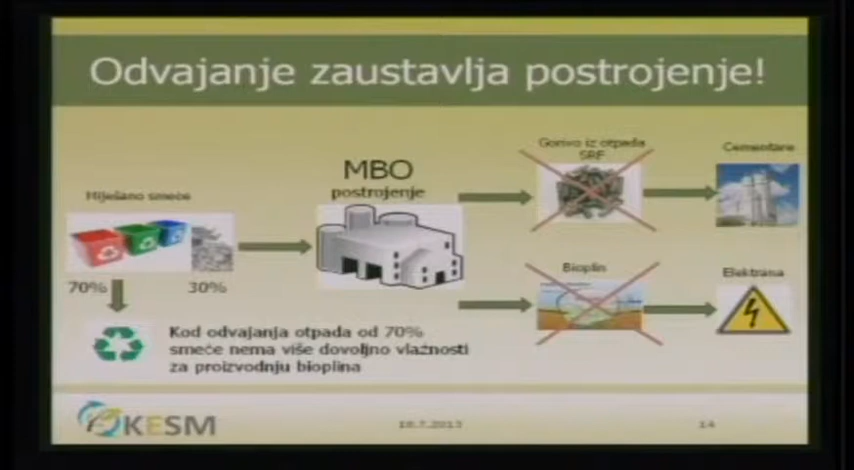 Odvajanje zaustavlja postrojenje!
Miješano smeće
70%
30%
MBO
postrojenje
Gorivo iz otpada
SRF
Cementare
Bioplin
Elektrana
Kod odvajanja otpada od 70%
smeće nema više dovoljno vlažnosti
za proizvodnju bioplina
KESM
18.7.2013
14